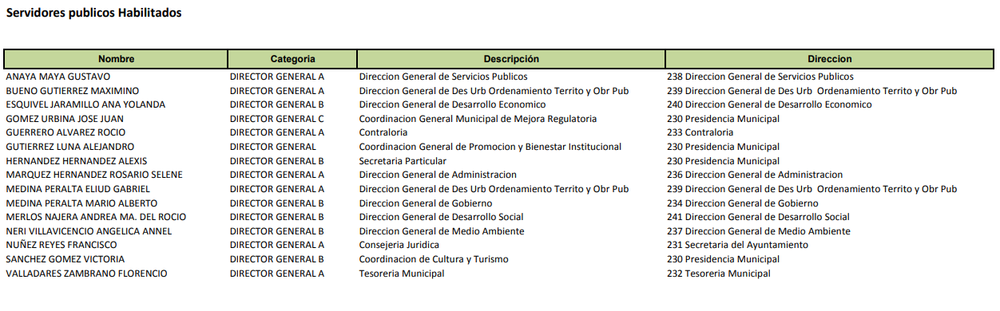 Servidores publicos Habilitados
Nombre Categoria Descripción Direccion
ANAYA MAYA GUSTAVO DIRECTOR GENERAL A Direccion General de Servicios Publicos 238 Direccion General de Servicios Publicos
BUENO GUTIERREZ MAXIMINO DIRECTOR GENERAL A Direccion General de Des Urb Ordenamiento Territo y Obr Pub 239 Direccion General de Des Urb Ordenamiento Territo y Obr Pub
ESQUIVEL JARAMILLO ANA YOLANDA DIRECTOR GENERAL B Direccion General de Desarrollo Economico 240 Direccion General de Desarrollo Economico
GOMEZ URBINA JOSE JUAN DIRECTOR GENERAL C Coordinacion General Municipal de Mejora Regulatoria 230 Presidencia Municipal
GUERRERO ALVAREZ ROCIO DIRECTOR GENERAL A Contraloria 233 Contraloria
GUTIERREZ LUNA ALEJANDRO DIRECTOR GENERAL Coordinacion General de Promocion y Bienestar Institucional 230 Presidencia Municipal
HERNANDEZ HERNANDEZ ALEXIS DIRECTOR GENERAL B Secretaria Particular 230 Presidencia Municipal
MARQUEZ HERNANDEZ ROSARIO SELENE DIRECTOR GENERAL A Direccion General de Administracion 236 Direccion General de Administracion
MEDINA PERALTA ELIUD GABRIEL DIRECTOR GENERAL A Direccion General de Des Urb Ordenamiento Territo y Obr Pub 239 Direccion General de Des Urb Ordenamiento Territo y Obr Pub
MEDINA PERALTA MARIO ALBERTO DIRECTOR GENERAL B Direccion General de Gobierno 234 Direccion General de Gobierno
MERLOS NAJERA ANDREA MA. DEL ROCIO DIRECTOR GENERAL B Direccion General de Desarrollo Social 241 Direccion General de Desarrollo Social
NERI VILLAVICENCIO ANGELICA ANNEL DIRECTOR GENERAL B Direccion General de Medio Ambiente 237 Direccion General de Medio Ambiente
NUÑEZ REYES FRANCISCO DIRECTOR GENERAL A Consejeria Juridica 231 Secretaria del Ayuntamiento
SANCHEZ GOMEZ VICTORIA DIRECTOR GENERAL B Coordinacion de Cultura y Turismo 230 Presidencia Municipal
VALLADARES ZAMBRANO FLORENCIO DIRECTOR GENERAL A Tesoreria Municipal 232 Tesoreria Municipal